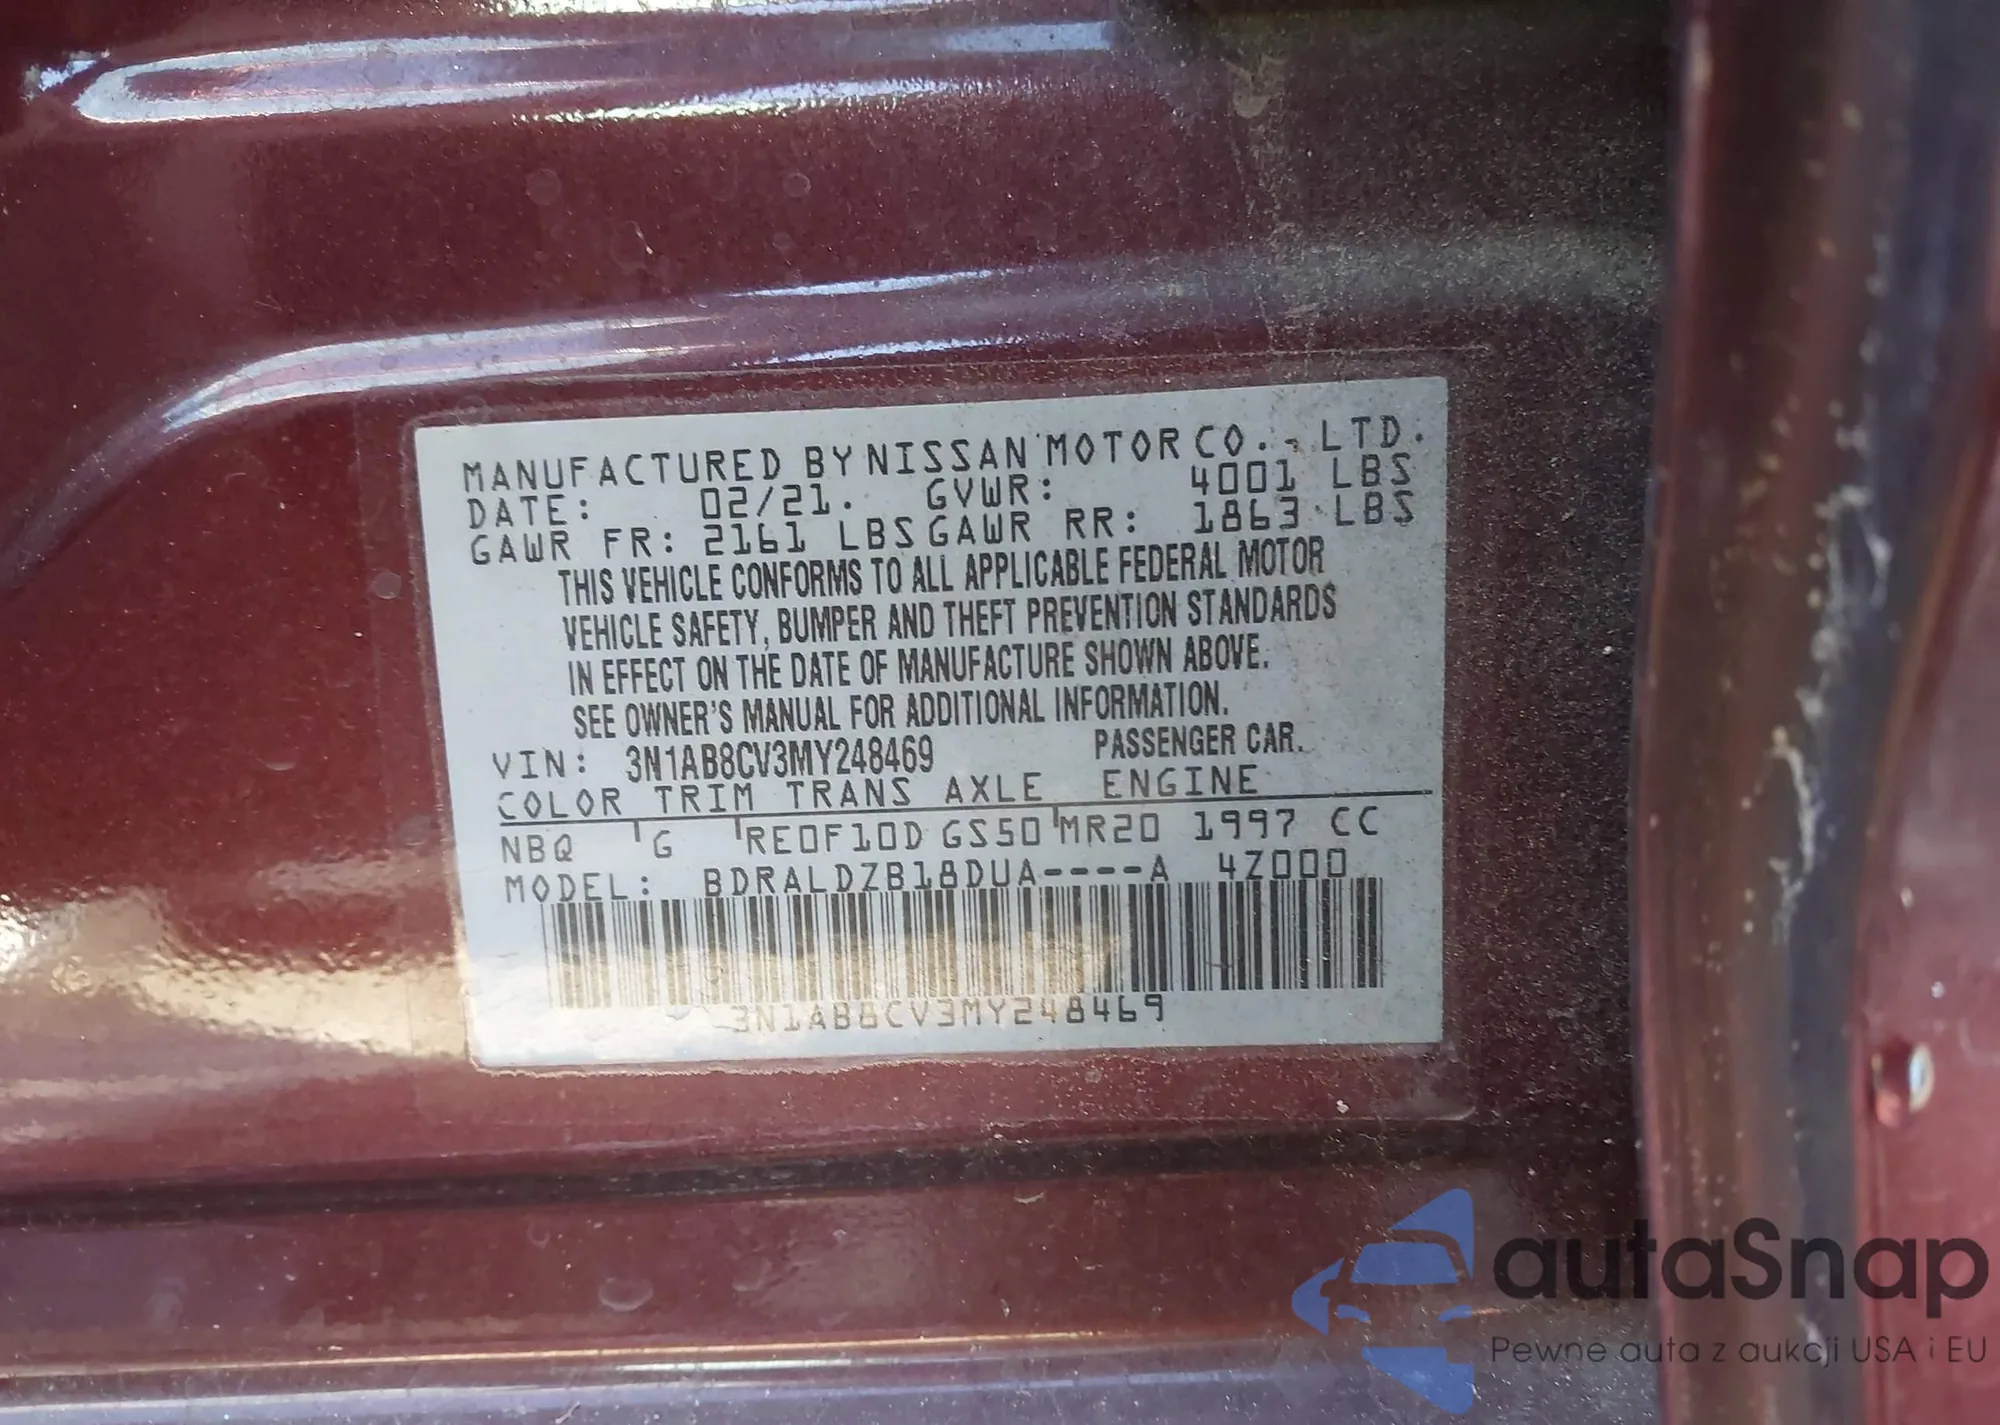 MANUFACTURED BY NISSAN MOTOR CO., LTD.
DATE: 02/21. GVWR: 4001 LBS
GAWR FR: 2161 LBS GAWR RR: 1863 LBS
THIS VEHICLE CONFORMS TO ALL APPLICABLE FEDERAL MOTOR
VEHICLE SAFETY, BUMPER AND THEFT PREVENTION STANDARDS
IN EFFECT ON THE DATE OF MANUFACTURE SHOWN ABOVE.
SEE OWNER'S MANUAL FOR ADDITIONAL INFORMATION.
VIN: 3N1AB8CV3MY248469 PASSENGER CAR.
COLOR TRIM TRANS AXLE ENGINE
NBQ G RE0F10D GS50 MR20 1997 CC
MODEL: BDRALDZB18DUA----A 4Z000
3N1AB8CV3MY248469
autaSnap
Pewne auta z aukcji USA i EU